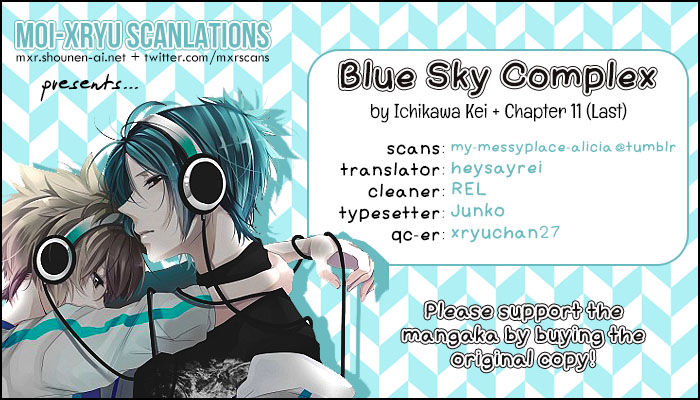 MOI-XRYU SCANLATIONS
mxr.shounen-ai.net + twitter.com/mxrscans
presents...
Blue Sky Complex
by Ichikawa Kei + Chapter 11 (Last)
scans: my-messyplace-alicia@tumblr
translator: heysayrei
cleaner: REL
typesetter: Junko
qc-er: xryuchan27
Please support the
mangaka by buying the
original copy!